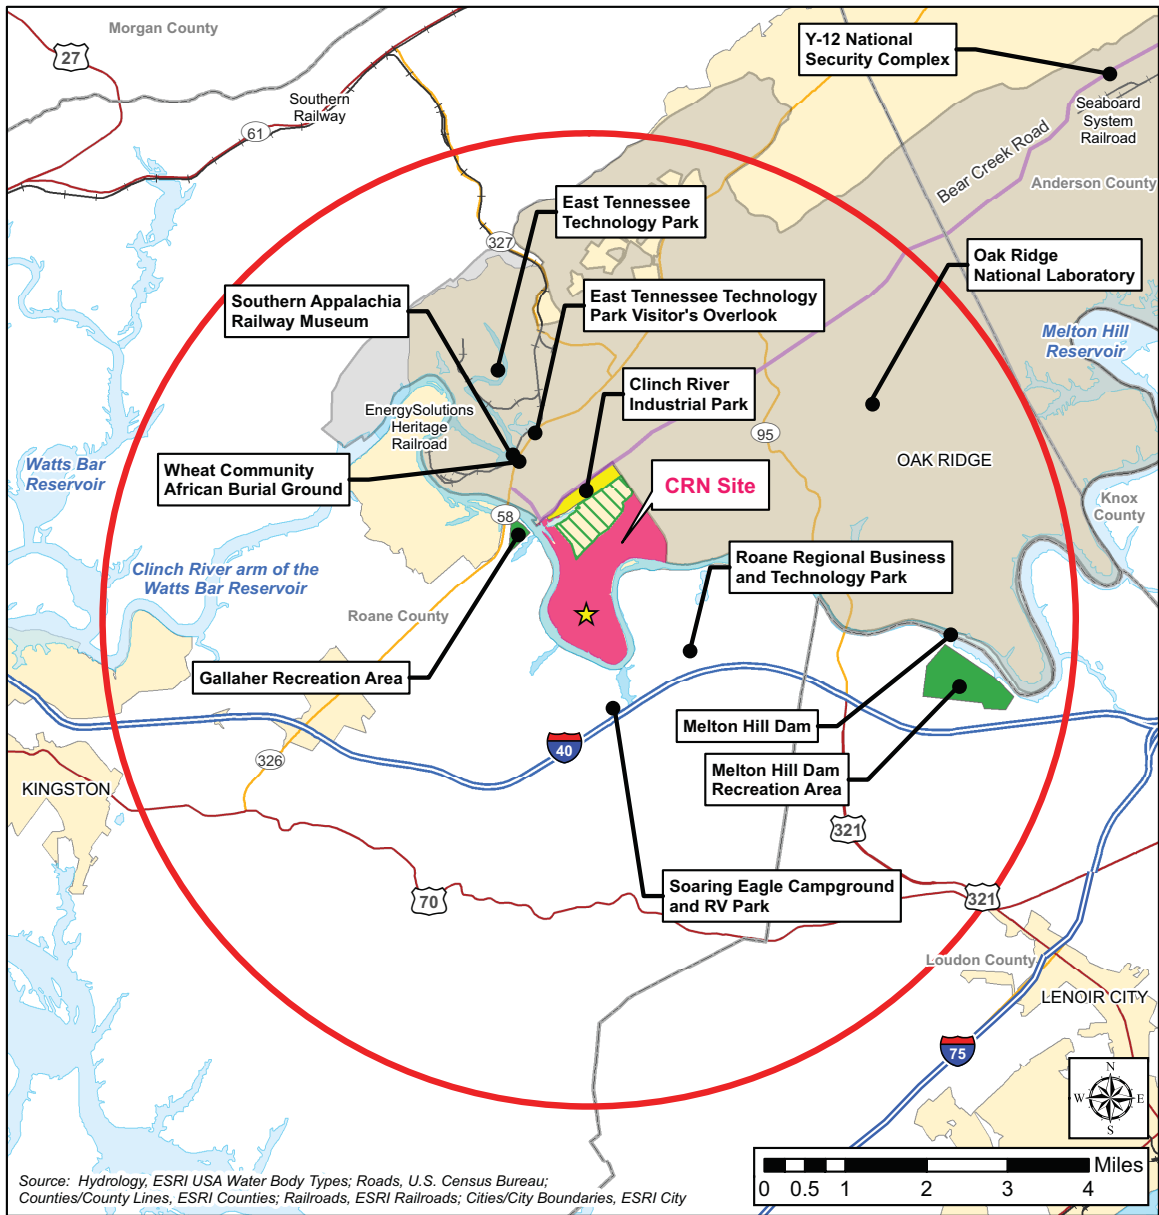 Morgan County
27
Y-12 National
Security Complex
Southern
Railway
61
Seaboard
System
Railroad
Bear Creek Road
Anderson County
East Tennessee
Technology Park
327
Oak Ridge
National Laboratory
Southern Appalachia
Railway Museum
East Tennessee Technology
Park Visitor's Overlook
Melton Hill
Reservoir
Clinch River
Industrial Park
EnergySolutions
Heritage
Railroad
95
OAK RIDGE
Watts Bar
Reservoir
Wheat Community
African Burial Ground
CRN Site
Knox
County
58
Clinch River arm of the
Watts Bar Reservoir
Roane Regional Business
and Technology Park
Roane County
Gallaher Recreation Area
Melton Hill Dam
40
326
Melton Hill Dam
Recreation Area
KINGSTON
321
70
Soaring Eagle Campground
and RV Park
321
Loudon County
LENOIR CITY
75
N
W E
S
Miles
0 0.5 1 2 3 4
Source: Hydrology, ESRI USA Water Body Types; Roads, U.S. Census Bureau;
Counties/County Lines, ESRI Counties; Railroads, ESRI Railroads; Cities/City Boundaries, ESRI City